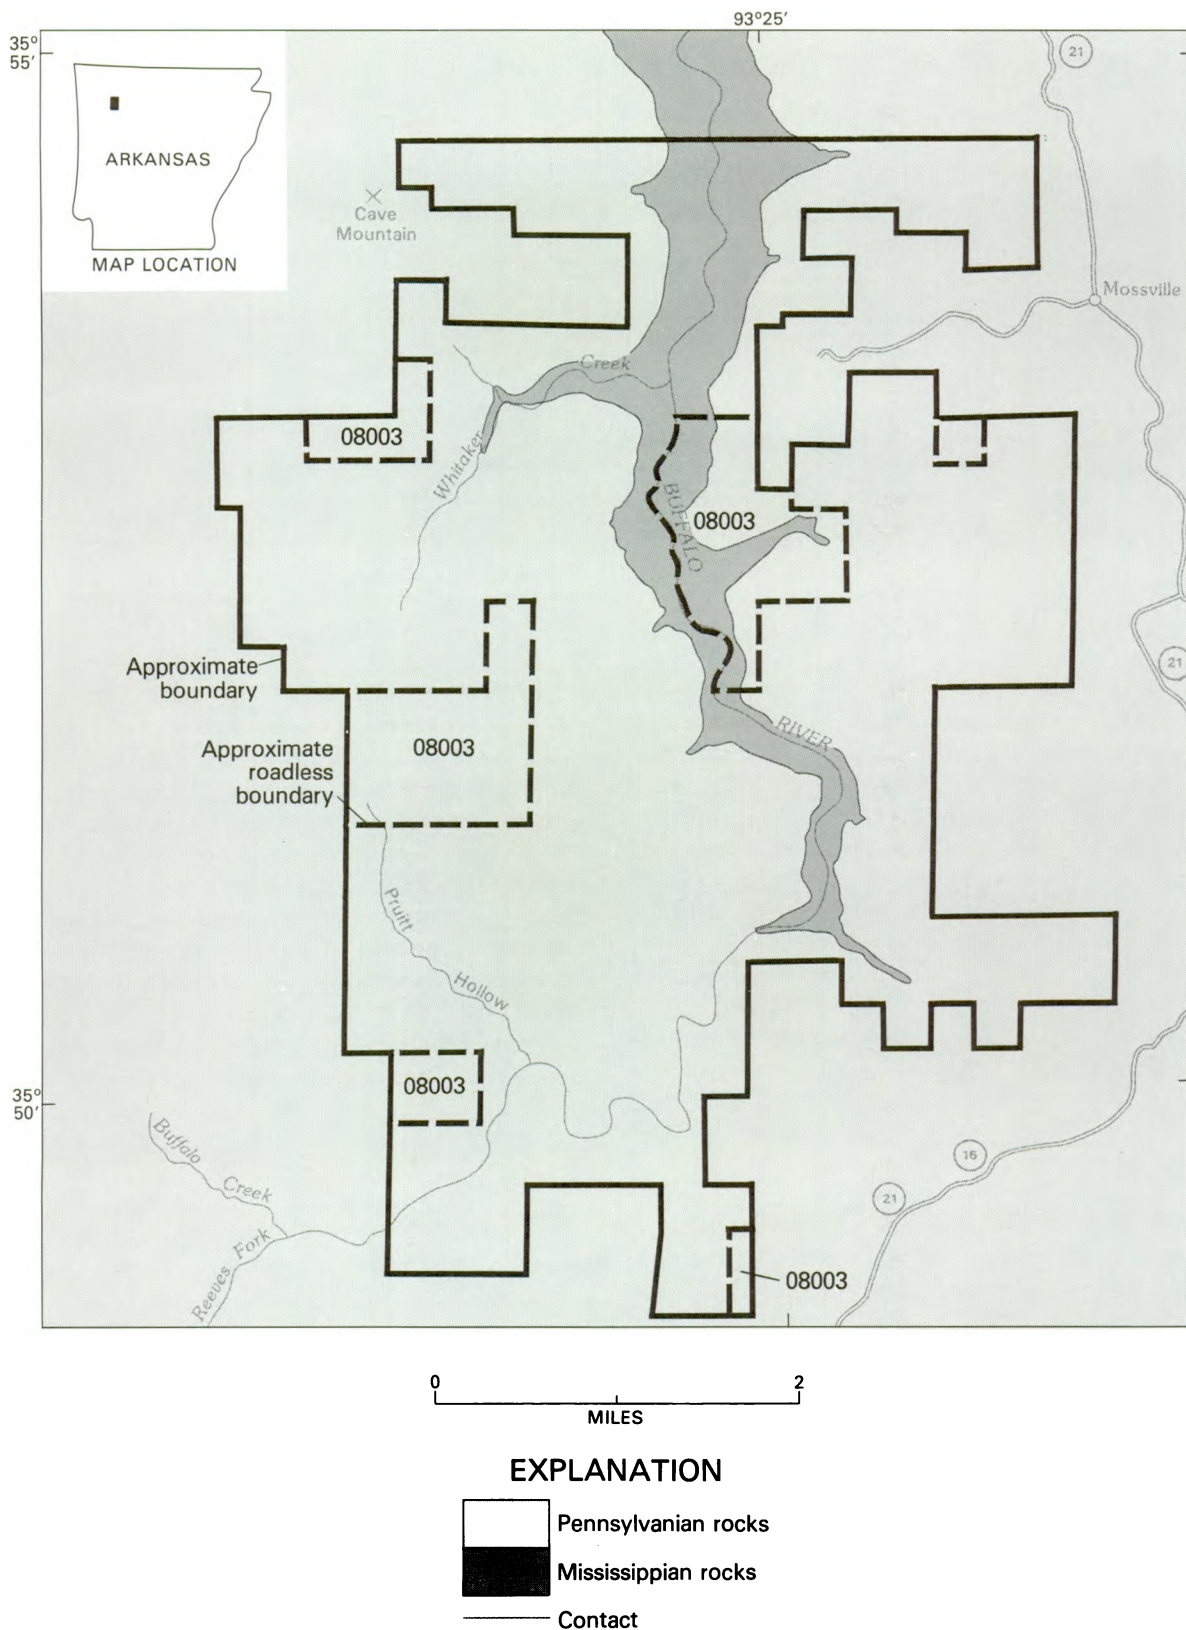 93°25′
35°
55′
21
ARKANSAS
MAP LOCATION
Cave
Mountain
Mossville
Creek
08003
Whitaker
BUFFALO
08003
21
Approximate
boundary
RIVER
08003
Approximate
roadless
boundary
Pruitt
Hollow
08003
35°
50′
Buffalo
Creek
16
21
Reeves Fork
08003
0
2
MILES
EXPLANATION
Pennsylvanian rocks
Mississippian rocks
Contact